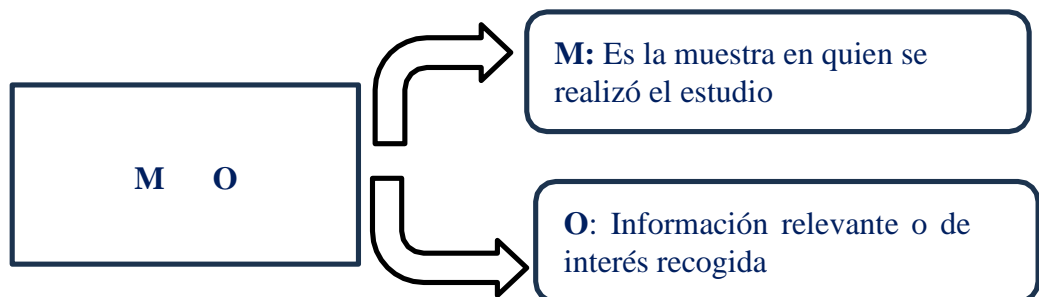 M: Es la muestra en quien se
realizó el estudio
M O
O: Información relevante o de
interés recogida